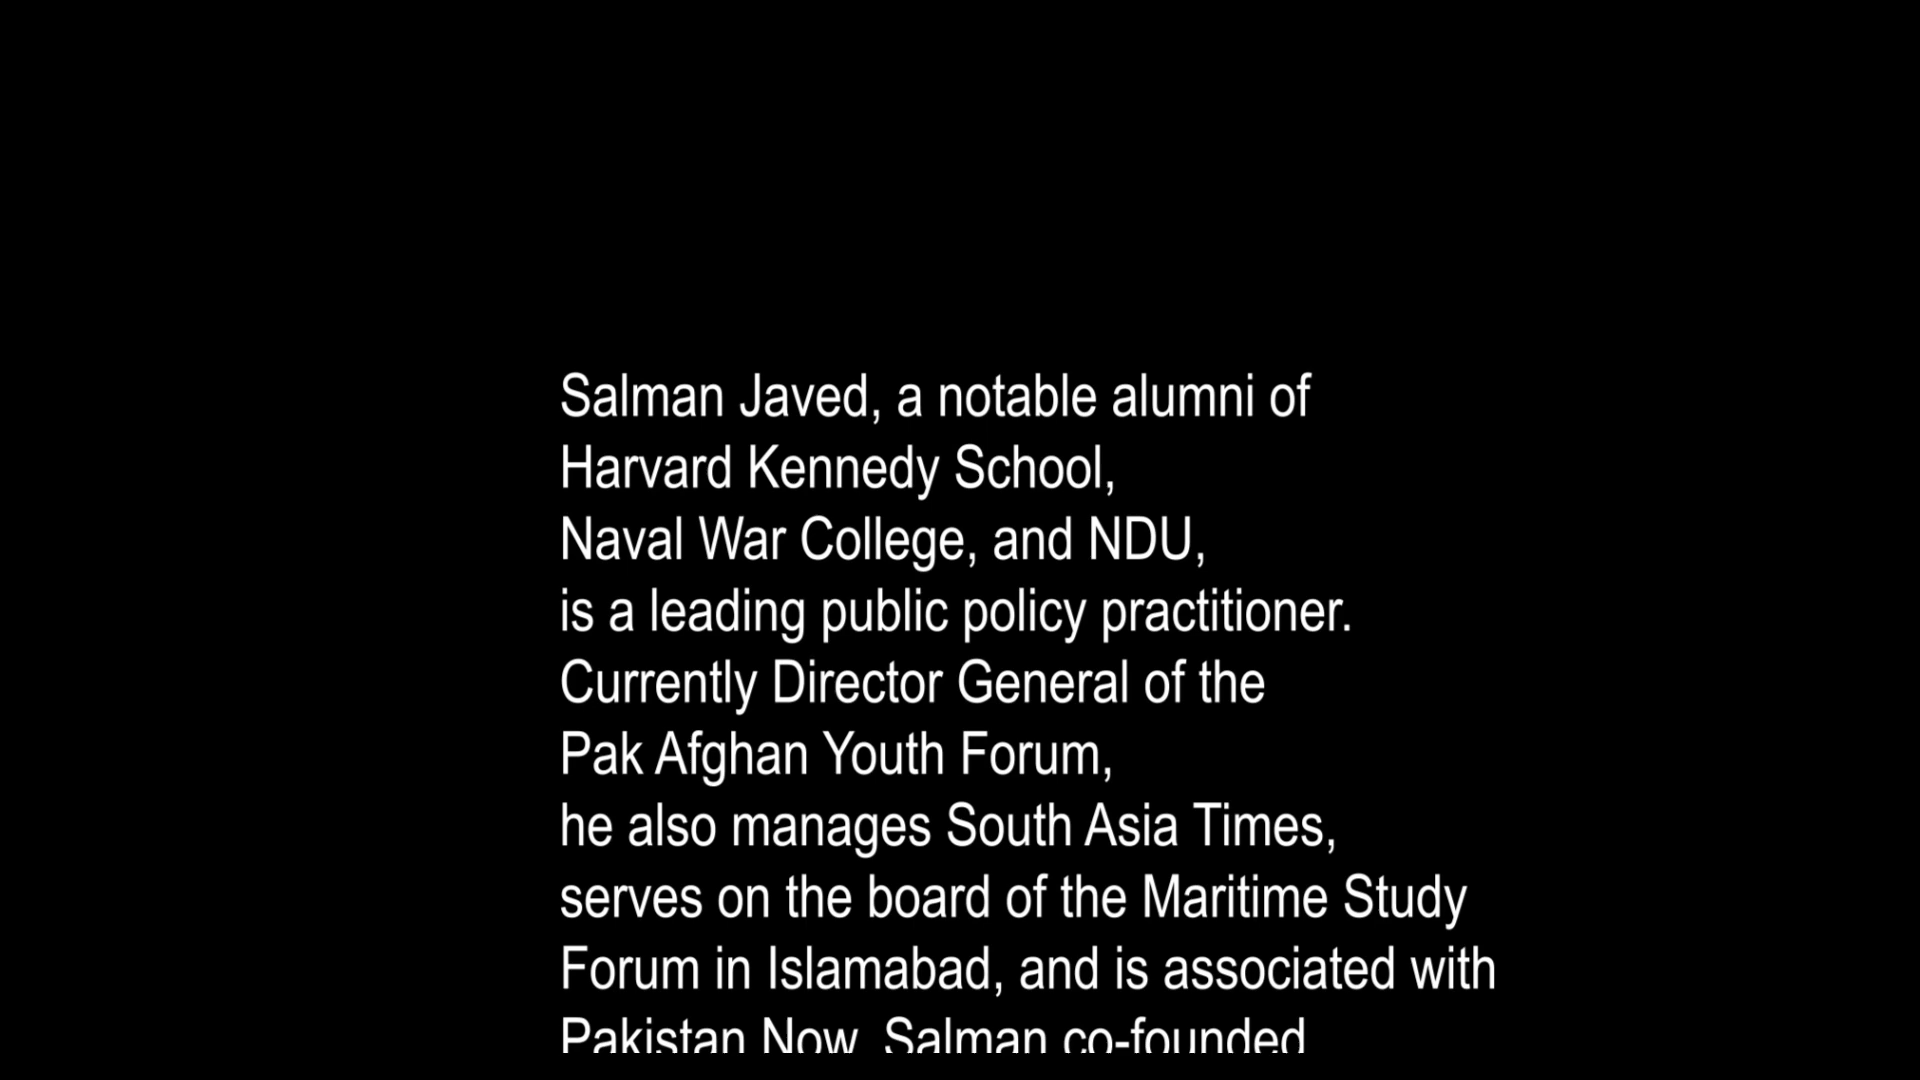 Salman Javed, a notable alumni of
Harvard Kennedy School,
Naval War College, and NDU,
is a leading public policy practitioner.
Currently Director General of the
Pak Afghan Youth Forum,
he also manages South Asia Times,
serves on the board of the Maritime Study
Forum in Islamabad, and is associated with
Pakistan Now. Salman co-founded